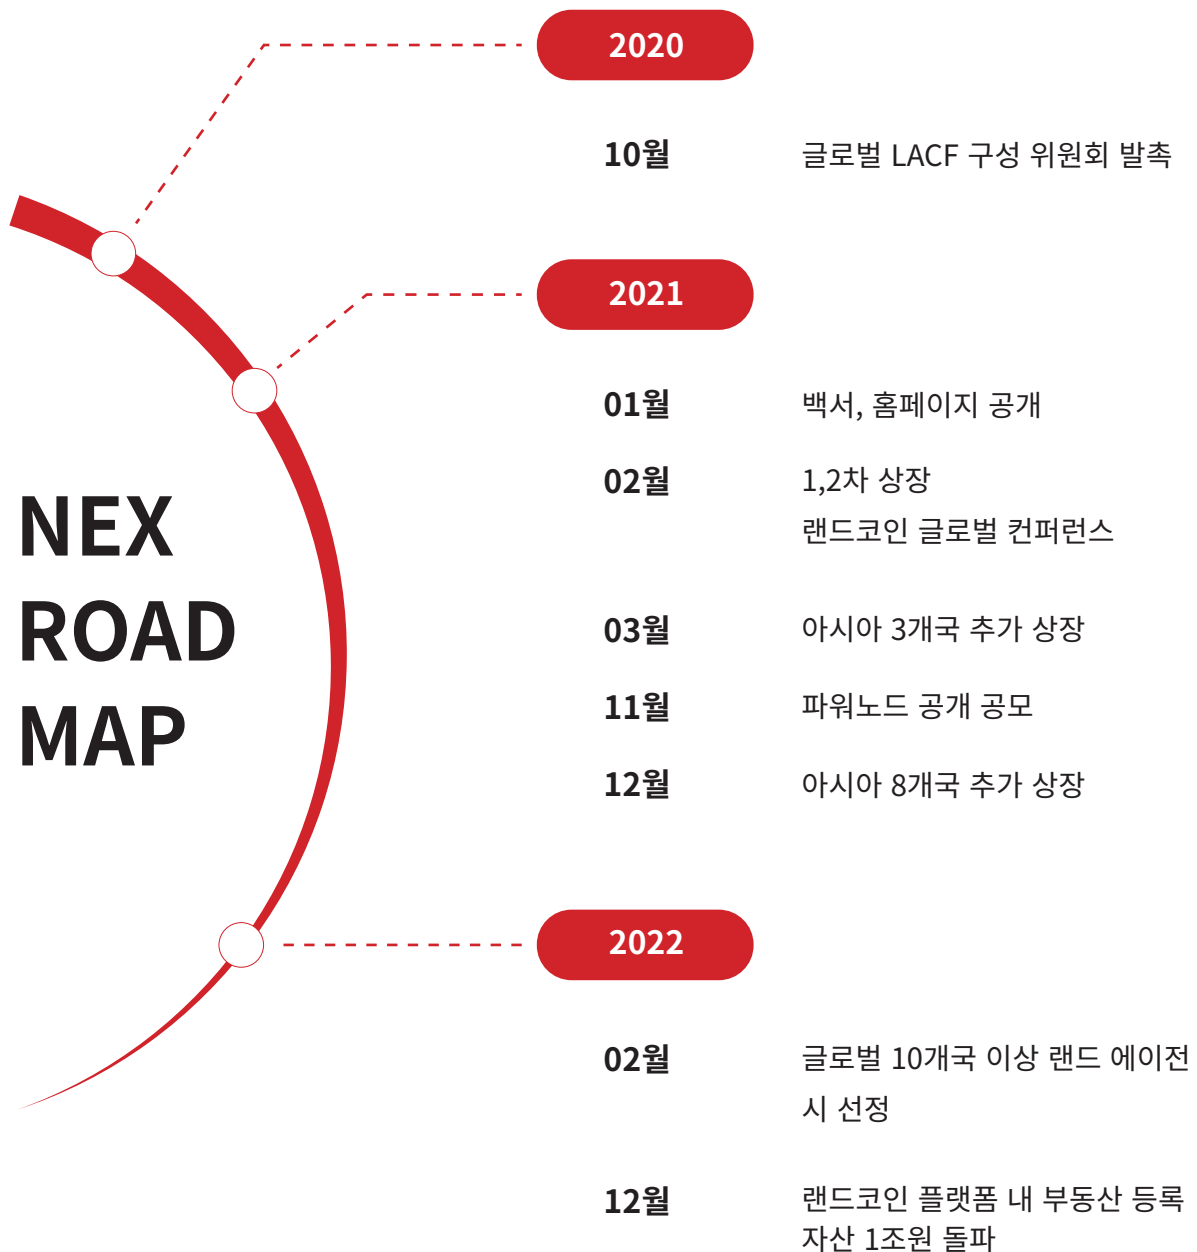 NEX
ROAD
MAP
2020
10월 글로벌 LACF 구성 위원회 발촉
2021
01월 백서, 홈페이지 공개
02월 1,2차 상장
랜드코인 글로벌 컨퍼런스
03월 아시아 3개국 추가 상장
11월 파워노드 공개 공모
12월 아시아 8개국 추가 상장
2022
02월 글로벌 10개국 이상 랜드 에이전
시 선정
12월 랜드코인 플랫폼 내 부동산 등록
자산 1조원 돌파